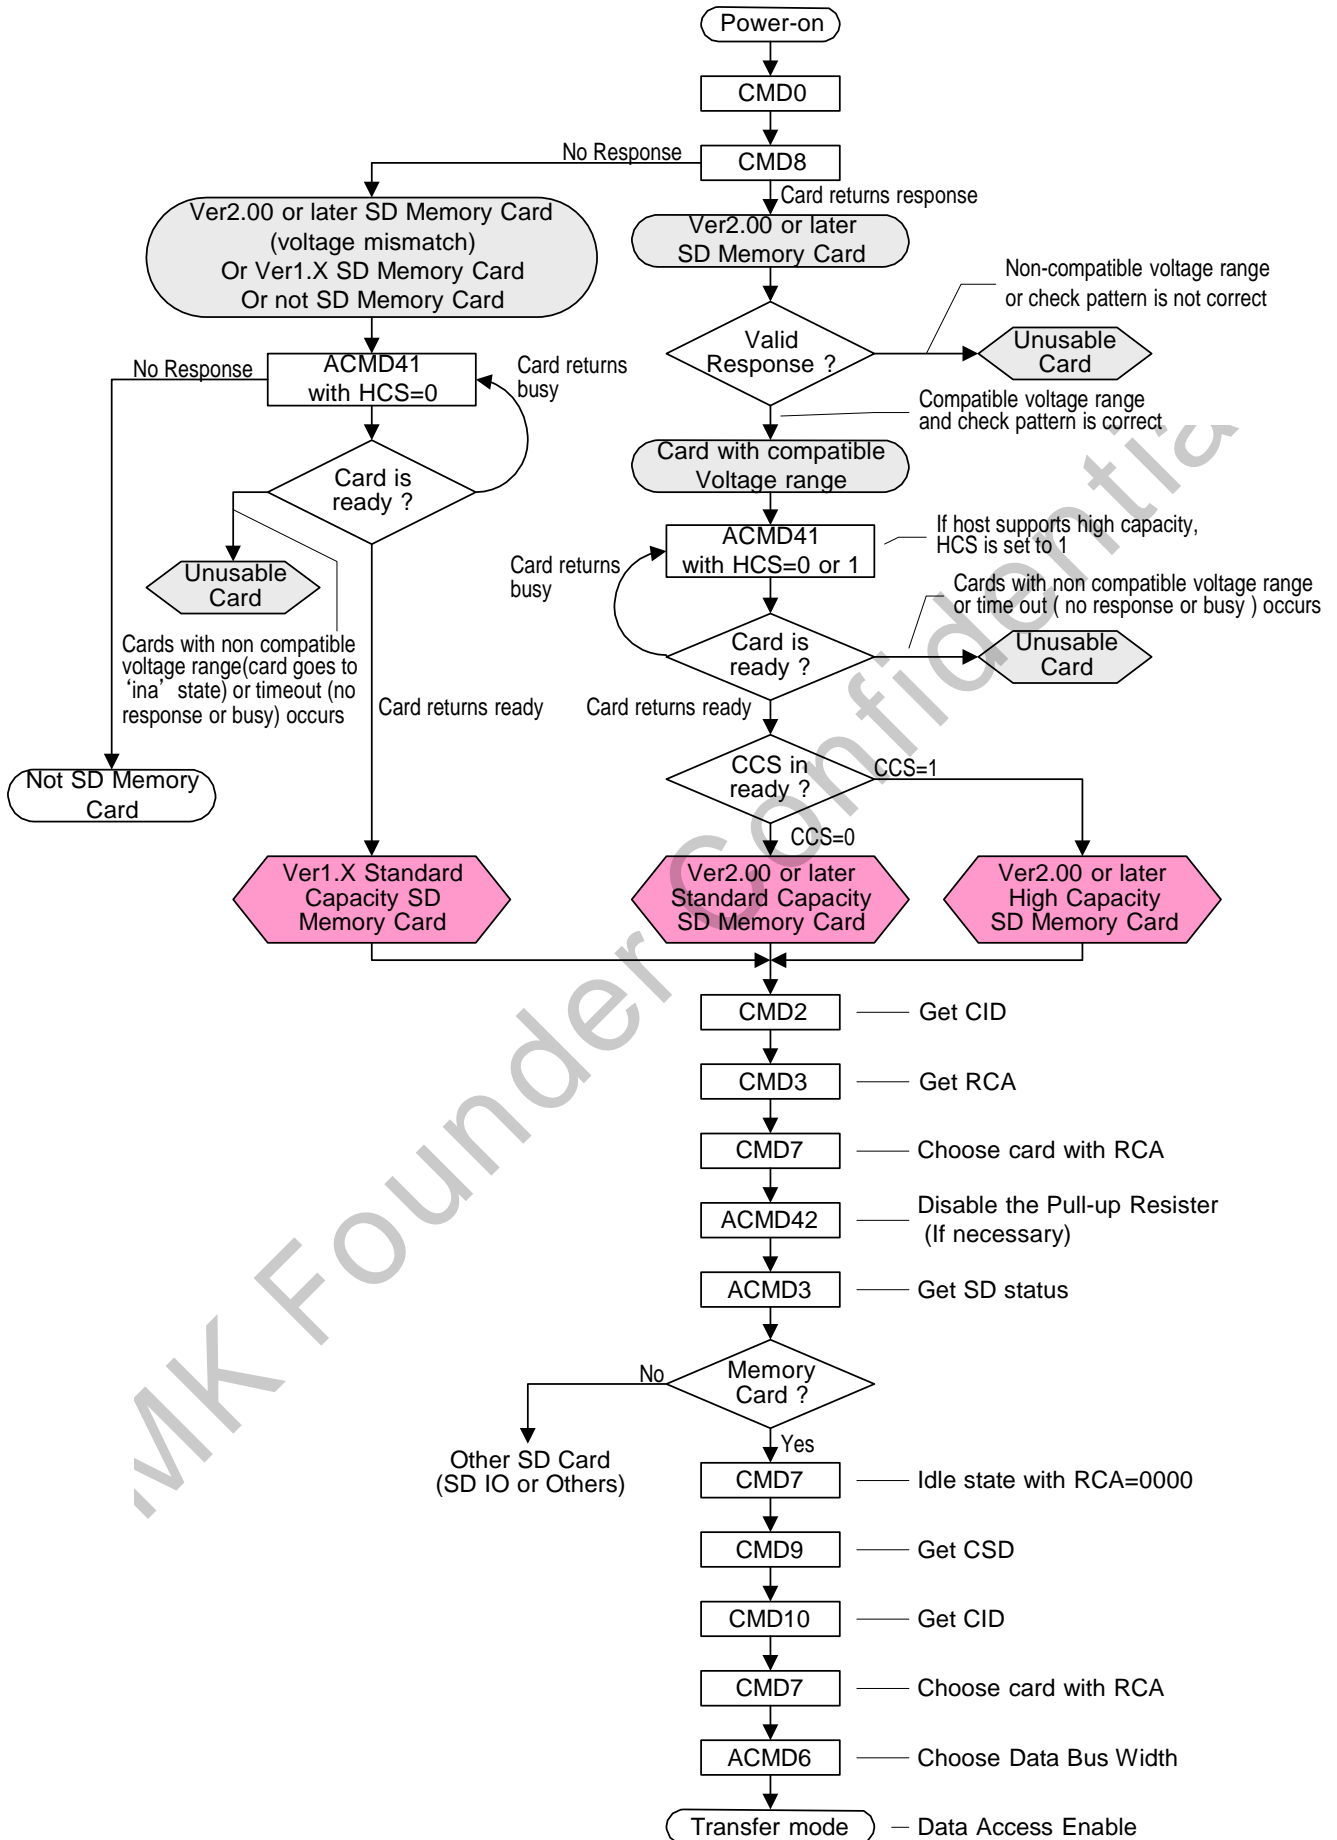 Power-on
CMD0
No Response
CMD8
Card returns response
Ver2.00 or later SD Memory Card
(voltage mismatch)
Or Ver1.X SD Memory Card
Or not SD Memory Card
Ver2.00 or later
SD Memory Card
Non-compatible voltage range
or check pattern is not correct
Valid
Response ?
Unusable
Card
No Response
ACMD41
with HCS=0
Card returns
busy
Compatible voltage range
and check pattern is correct
Card is
ready ?
Card with compatible
Voltage range
Unusable
Card
ACMD41
with HCS=0 or 1
If host supports high capacity,
HCS is set to 1
Card returns
busy
Cards with non compatible voltage range
or time out ( no response or busy ) occurs
Cards with non compatible
voltage range(card goes to
‘ina’ state) or timeout (no
response or busy) occurs
Card is
ready ?
Unusable
Card
Card returns ready
Card returns ready
Not SD Memory
Card
CCS in
ready ?
CCS=1
CCS=0
Ver1.X Standard
Capacity SD
Memory Card
Ver2.00 or later
Standard Capacity
SD Memory Card
Ver2.00 or later
High Capacity
SD Memory Card
CMD2
Get CID
CMD3
Get RCA
CMD7
Choose card with RCA
ACMD42
Disable the Pull-up Resister
(If necessary)
ACMD3
Get SD status
Memory
Card ?
No
Yes
Other SD Card
(SD IO or Others)
CMD7
Idle state with RCA=0000
CMD9
Get CSD
CMD10
Get CID
CMD7
Choose card with RCA
ACMD6
Choose Data Bus Width
Transfer mode
Data Access Enable
MK Founder Confidentia